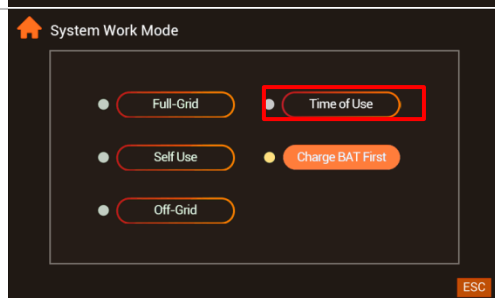 System Work Mode
Full-Grid
Time of Use
Self Use
Charge BAT First
Off-Grid
ESC